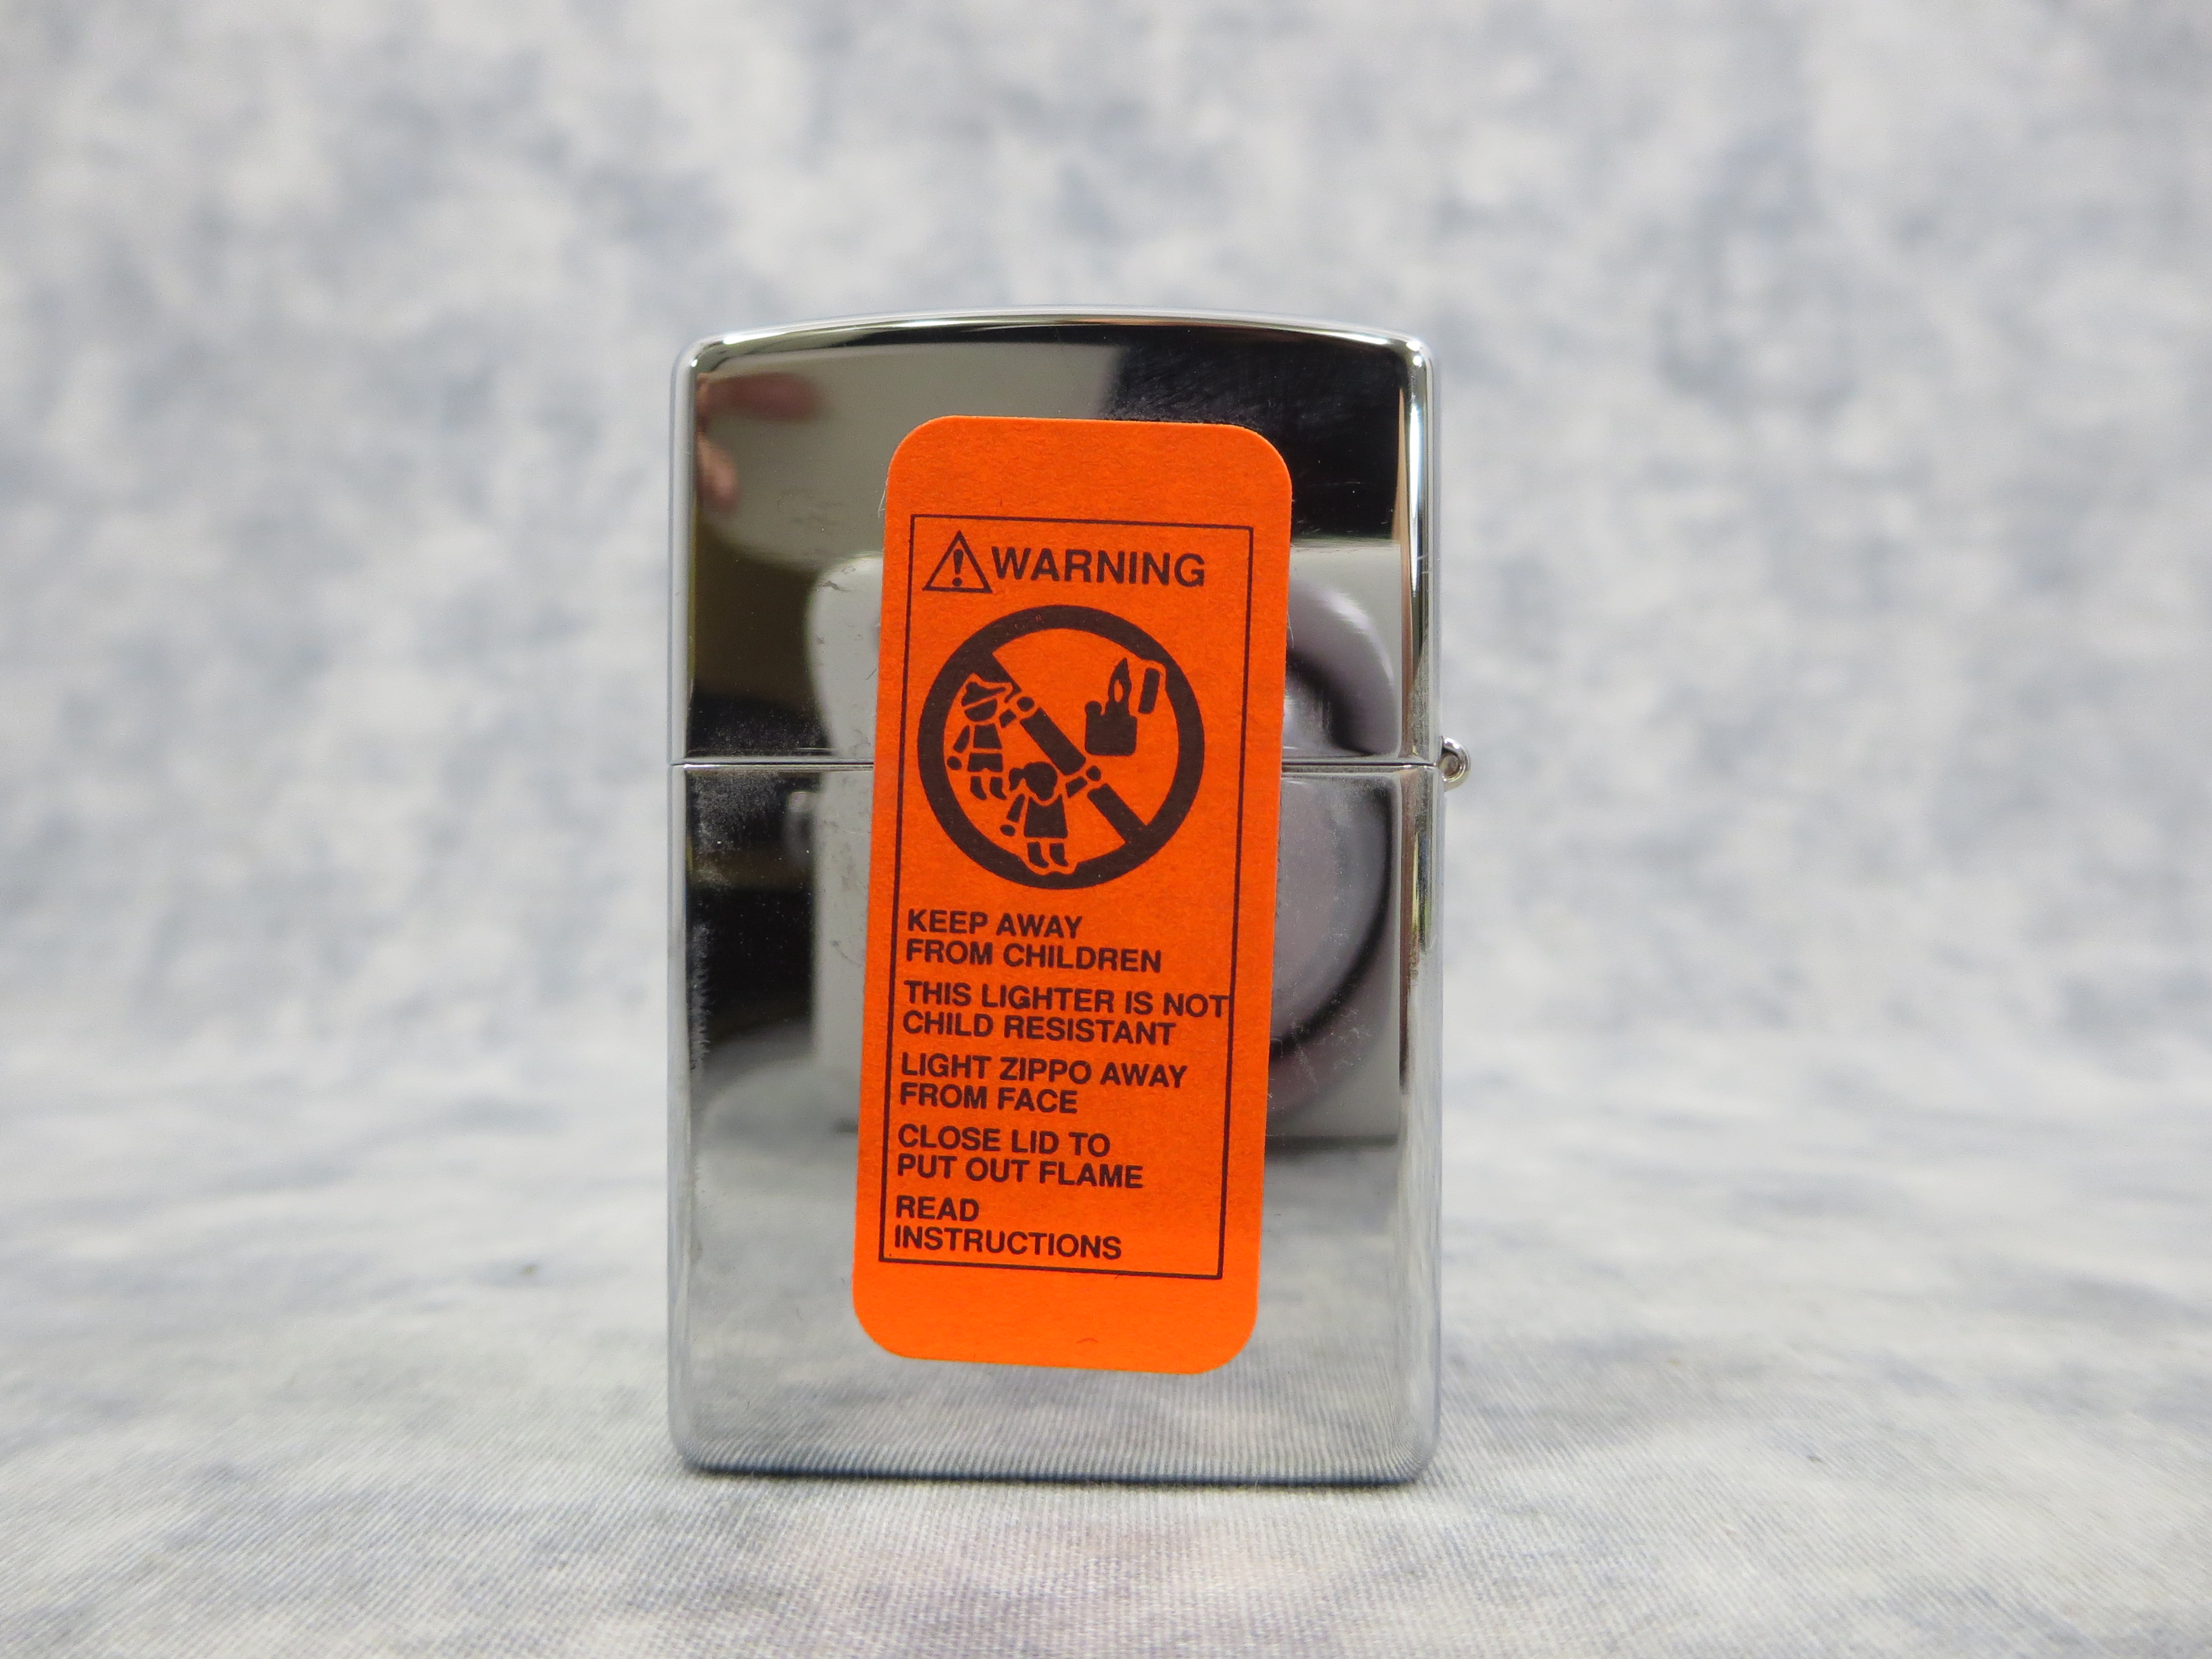 WARNING
KEEP AWAY
FROM CHILDREN
THIS LIGHTER IS NOT
CHILD RESISTANT
LIGHT ZIPPO AWAY
FROM FACE
CLOSE LID TO
PUT OUT FLAME
READ
INSTRUCTIONS